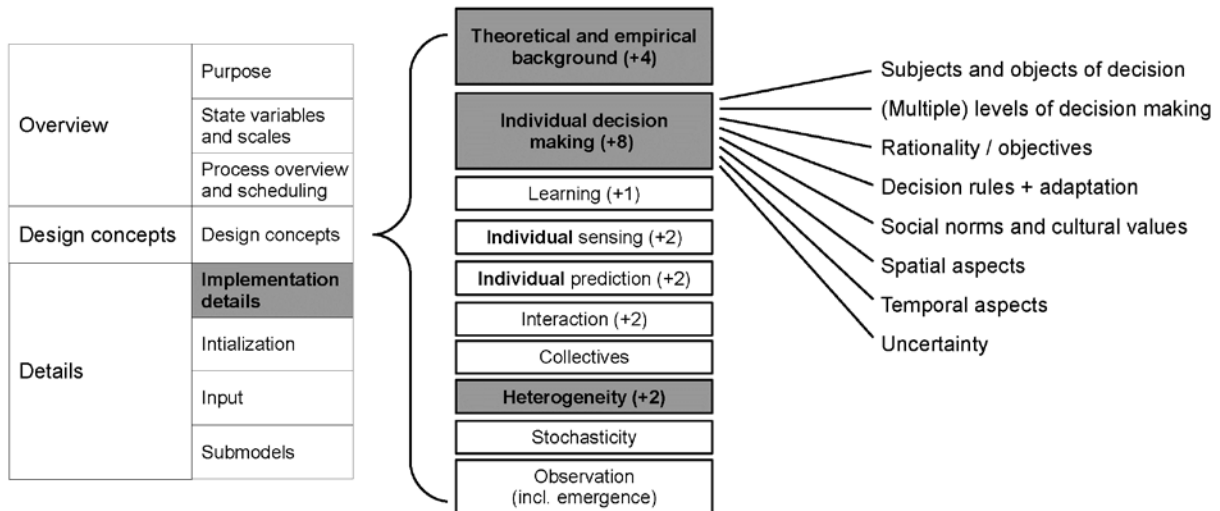 Overview
Purpose
State variables
and scales
Process overview
and scheduling
Design concepts
Design concepts
Details
Implementation
details
Intialization
Input
Submodels
Theoretical and empirical
background (+4)
Individual decision
making (+8)
Learning (+1)
Individual sensing (+2)
Individual prediction (+2)
Interaction (+2)
Collectives
Heterogeneity (+2)
Stochasticity
Observation
(incl. emergence)
Subjects and objects of decision
(Multiple) levels of decision making
Rationality / objectives
Decision rules + adaptation
Social norms and cultural values
Spatial aspects
Temporal aspects
Uncertainty